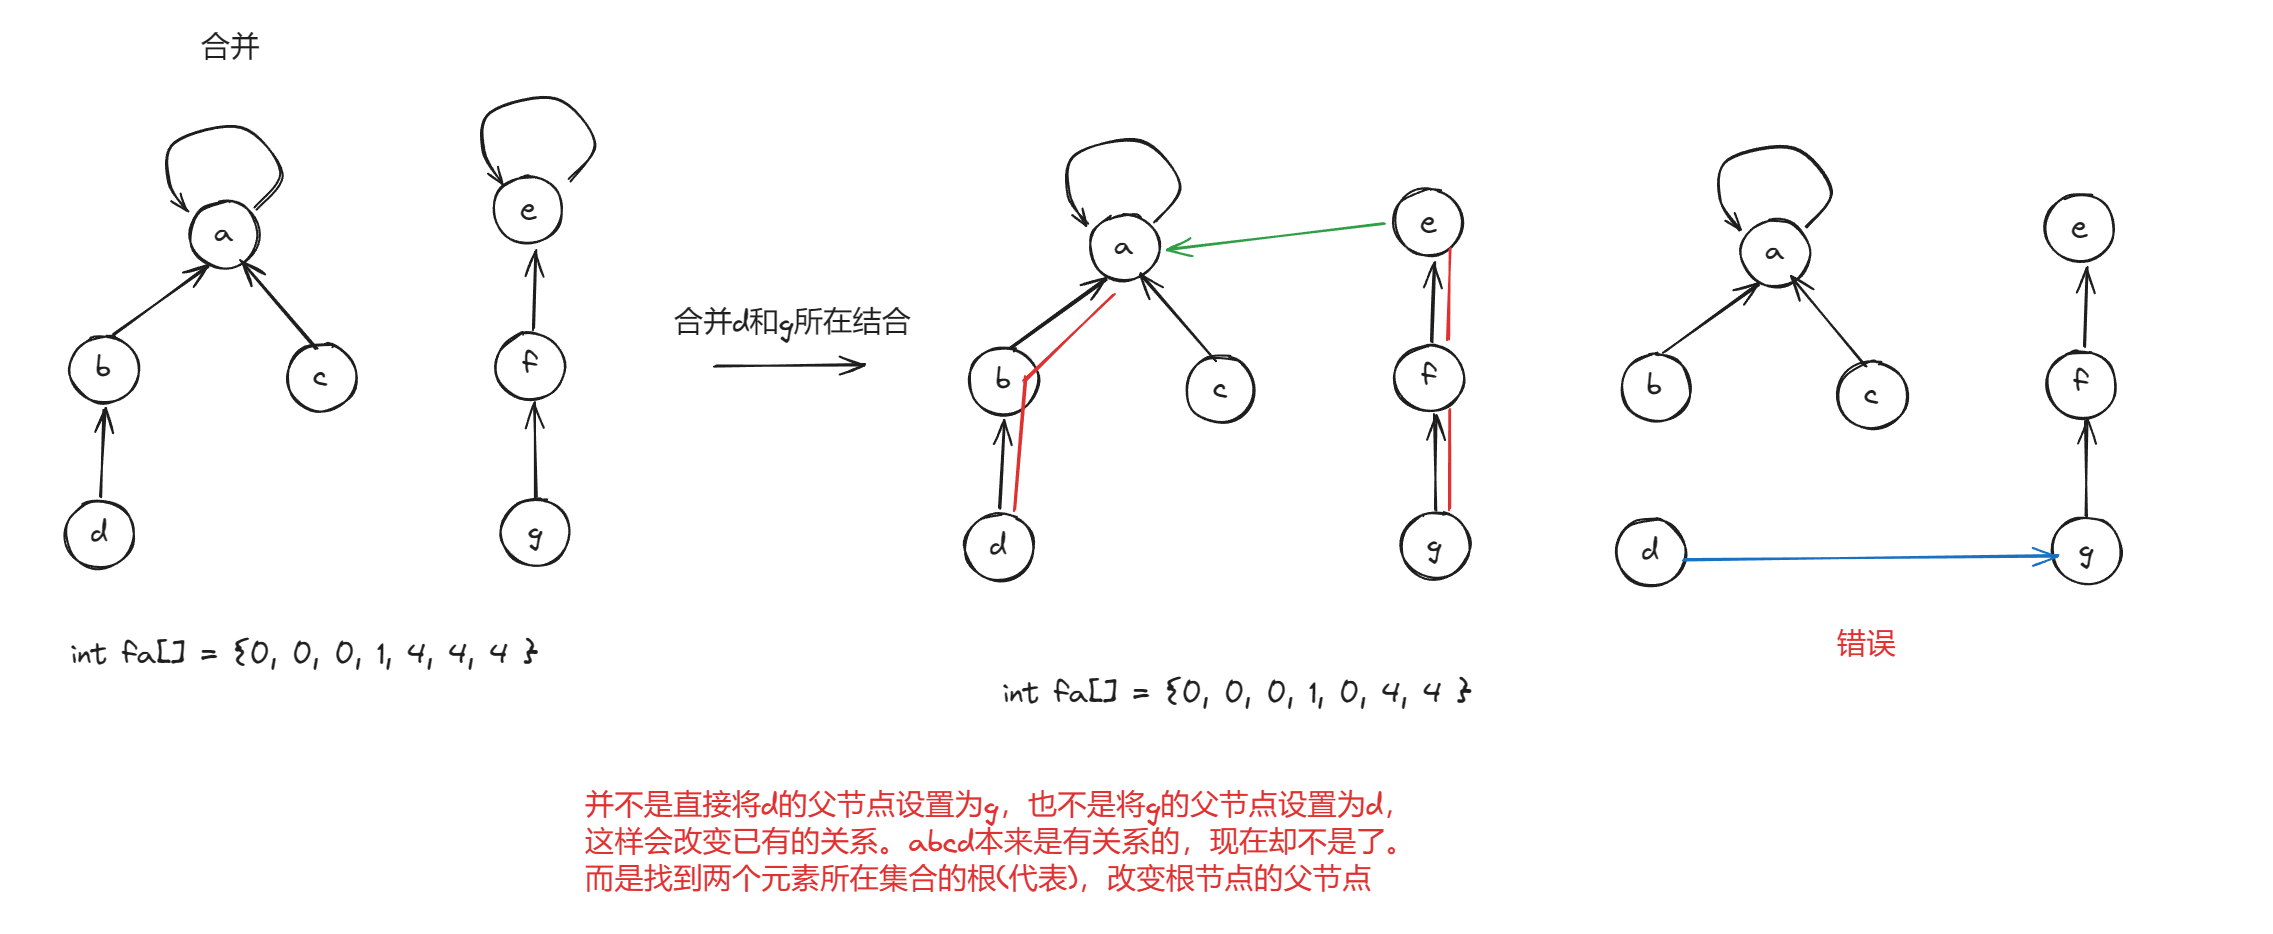 合并
a
b
c
d
e
f
g
int fa[] = {0, 0, 0, 1, 4, 4, 4 }
合并d和g所在结合
a
b
c
d
e
f
g
int fa[] = {0, 0, 0, 1, 0, 4, 4 }
a
b
c
d
e
f
g
错误
并不是直接将d的父节点设置为g，也不是将g的父节点设置为d，
这样会改变已有的关系。abcd本来是有关系的，现在却不是了。
而是找到两个元素所在集合的根(代表)，改变根节点的父节点